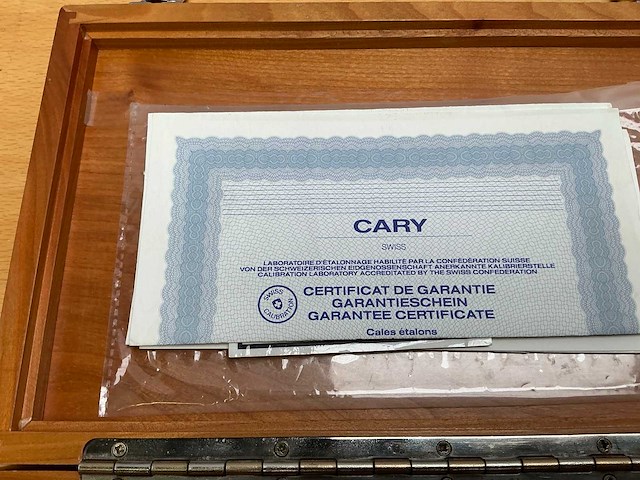 CARY
SWISS
LABORATOIRE D'ÉTALONNAGE HABILITÉ PAR LA CONFÉDÉRATION SUISSE
VON DER SCHWEIZERISCHEN EIDGENOSSENSCHAFT ANERKANNTE KALIBRIERSTELLE
CALIBRATION LABORATORY ACCREDITED BY THE SWISS CONFEDERATION
SWISS
CALIBRATION
CERTIFICAT DE GARANTIE
GARANTIESCHEIN
GUARANTEE CERTIFICATE
Cales étalons